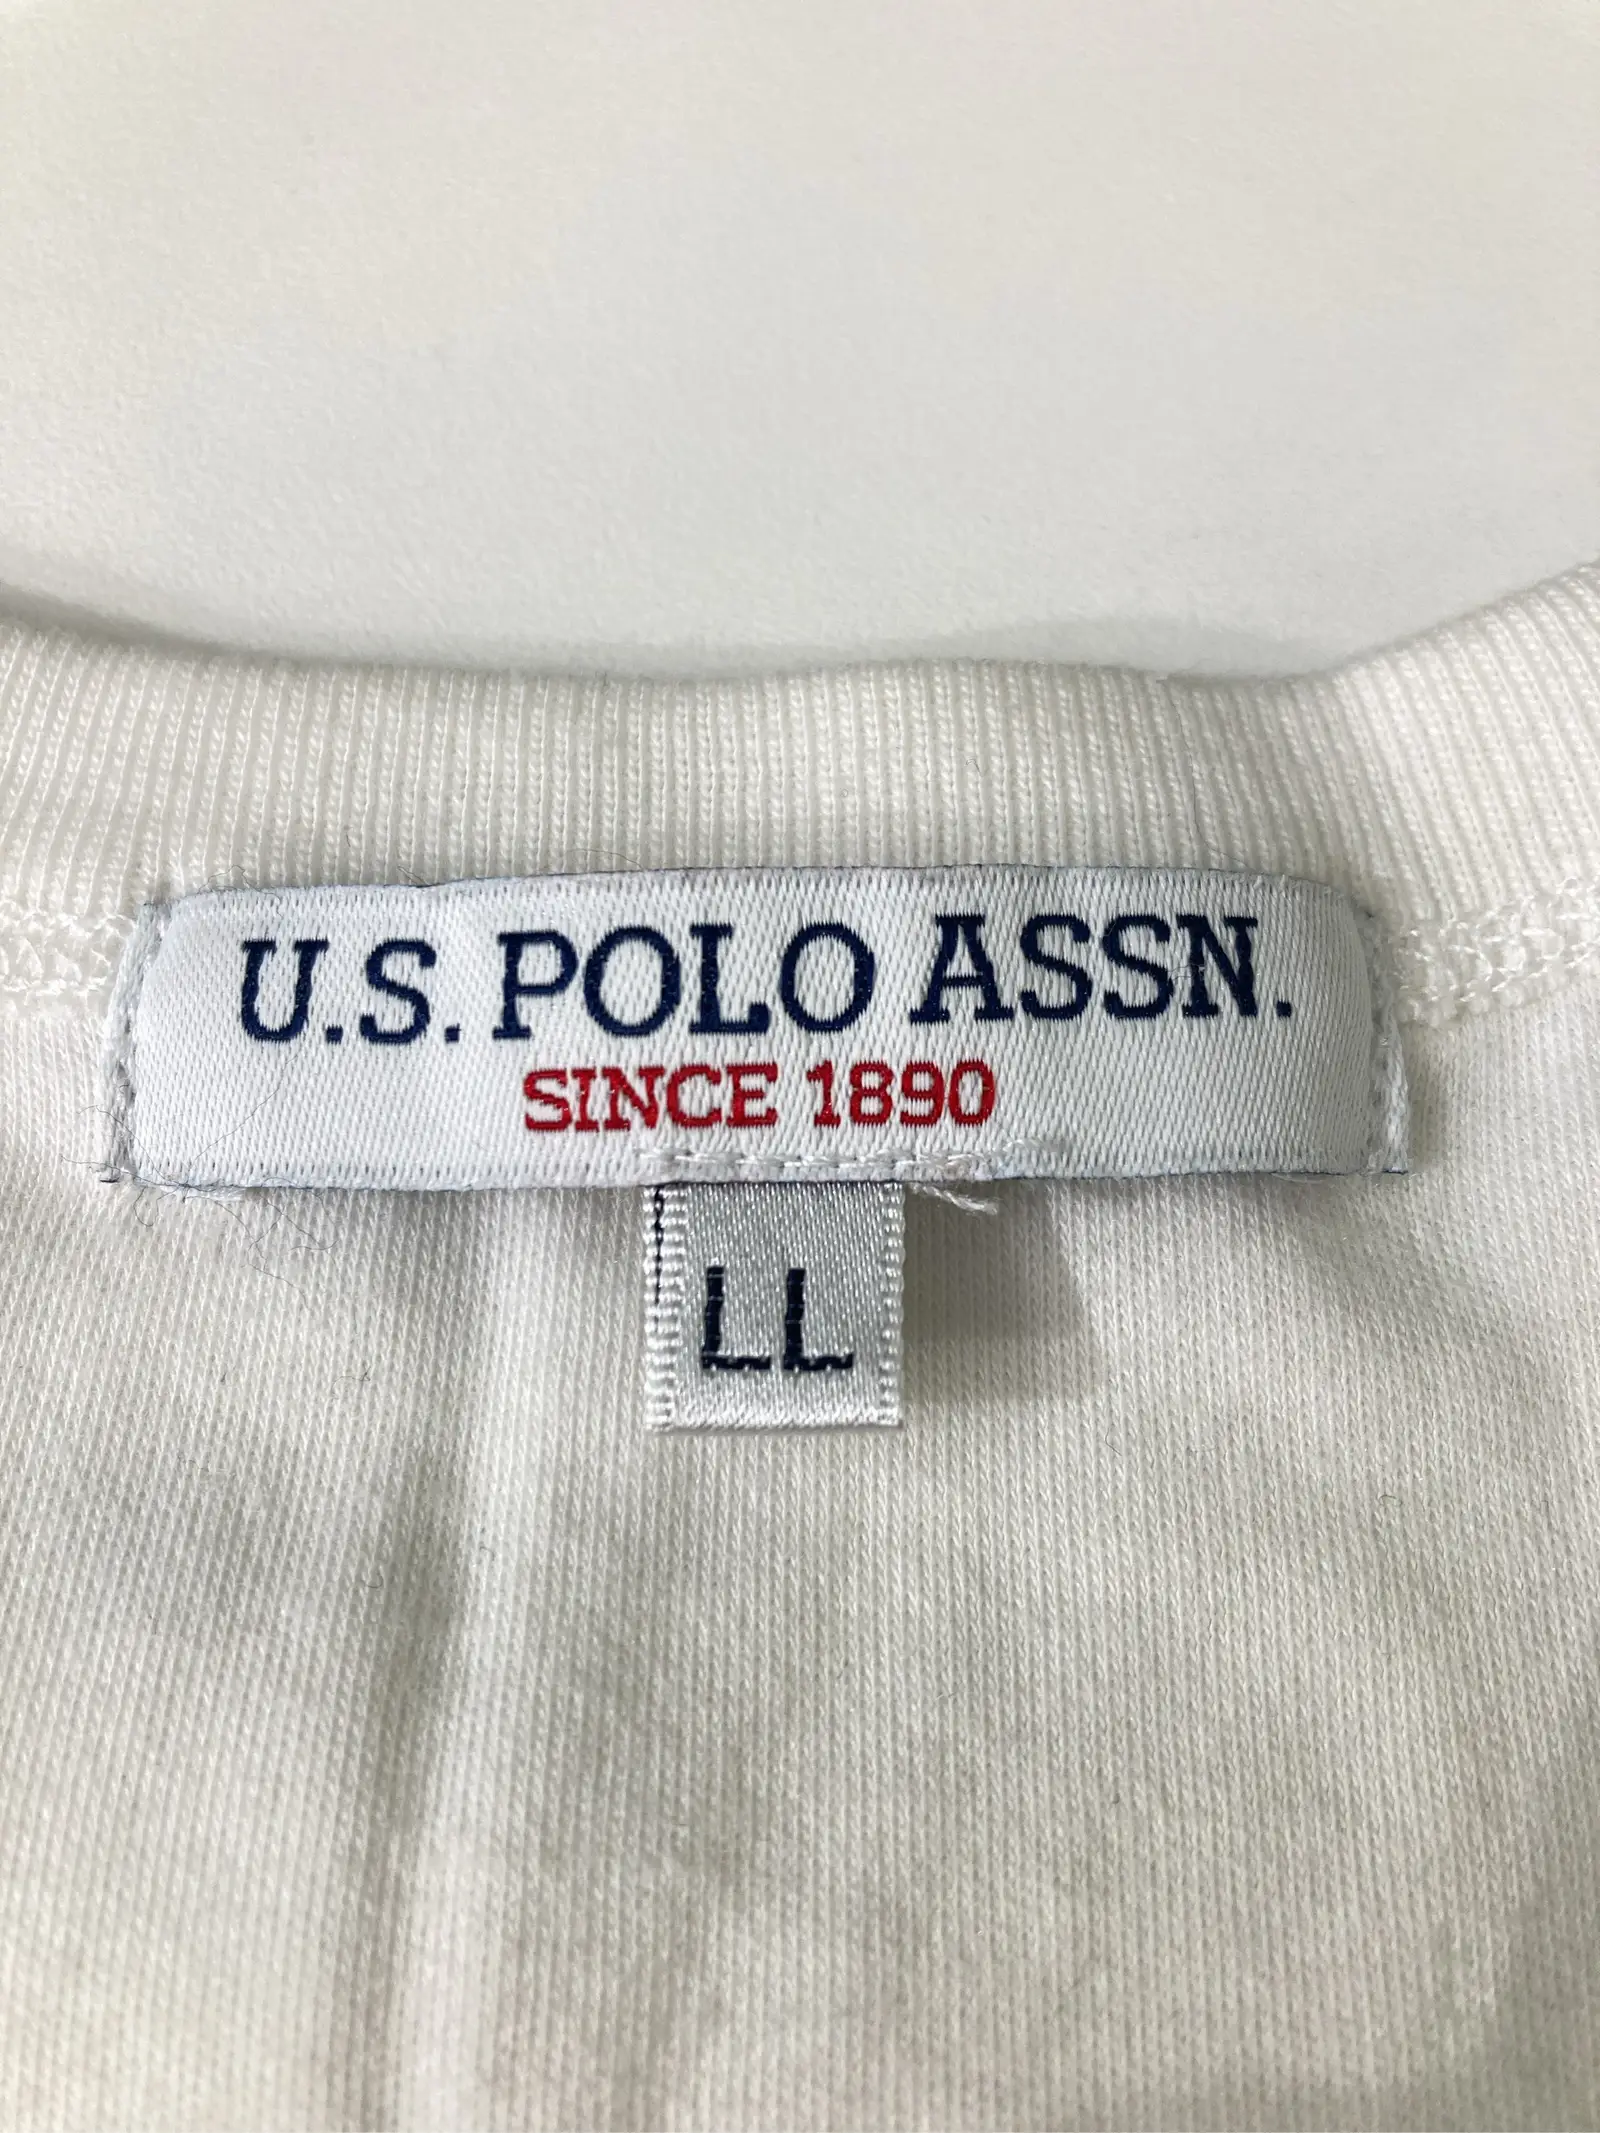 U.S. POLO ASSN.
SINCE 1890
LL